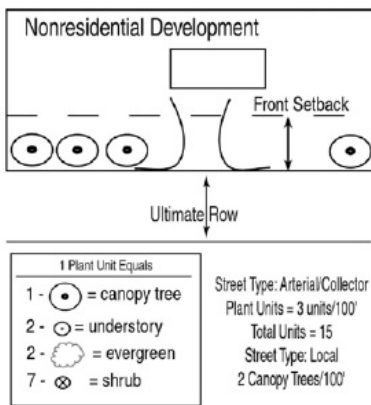 Nonresidential Development
Front Setback
Ultimate Row
1 Plant Unit Equals
1 - = canopy tree
2 - = understory
2 - = evergreen
7 - = shrub
Street Type: Arterial/Collector
Plant Units = 3 units/100'
Total Units = 15
Street Type: Local
2 Canopy Trees/100'